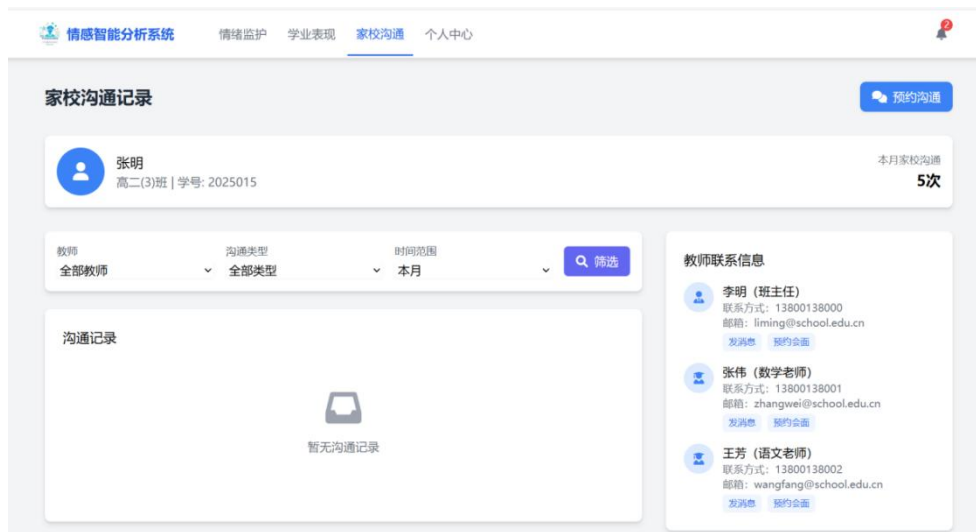 情感智能分析系统 情绪监护 学业表现 家校沟通 个人中心 2
家校沟通记录 预约沟通
张明
高二(3)班 | 学号: 2025015
本月家校沟通
5次
教师 沟通类型 时间范围
全部教师 全部类型 本月 筛选
沟通记录
暂无沟通记录
教师联系信息
李明（班主任）
联系方式：13800138000
邮箱：liming@school.edu.cn
发消息 预约会面
张伟（数学老师）
联系方式：13800138001
邮箱：zhangwei@school.edu.cn
发消息 预约会面
王芳（语文老师）
联系方式：13800138002
邮箱：wangfang@school.edu.cn
发消息 预约会面